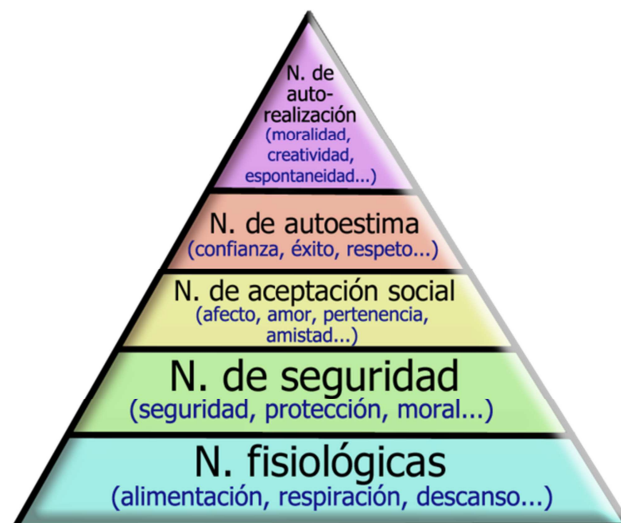 N. de
auto-
realización
(moralidad,
creatividad,
espontaneidad...)
N. de autoestima
(confianza, éxito, respeto...)
N. de aceptación social
(afecto, amor, pertenencia,
amistad...)
N. de seguridad
(seguridad, protección, moral...)
N. fisiológicas
(alimentación, respiración, descanso...)